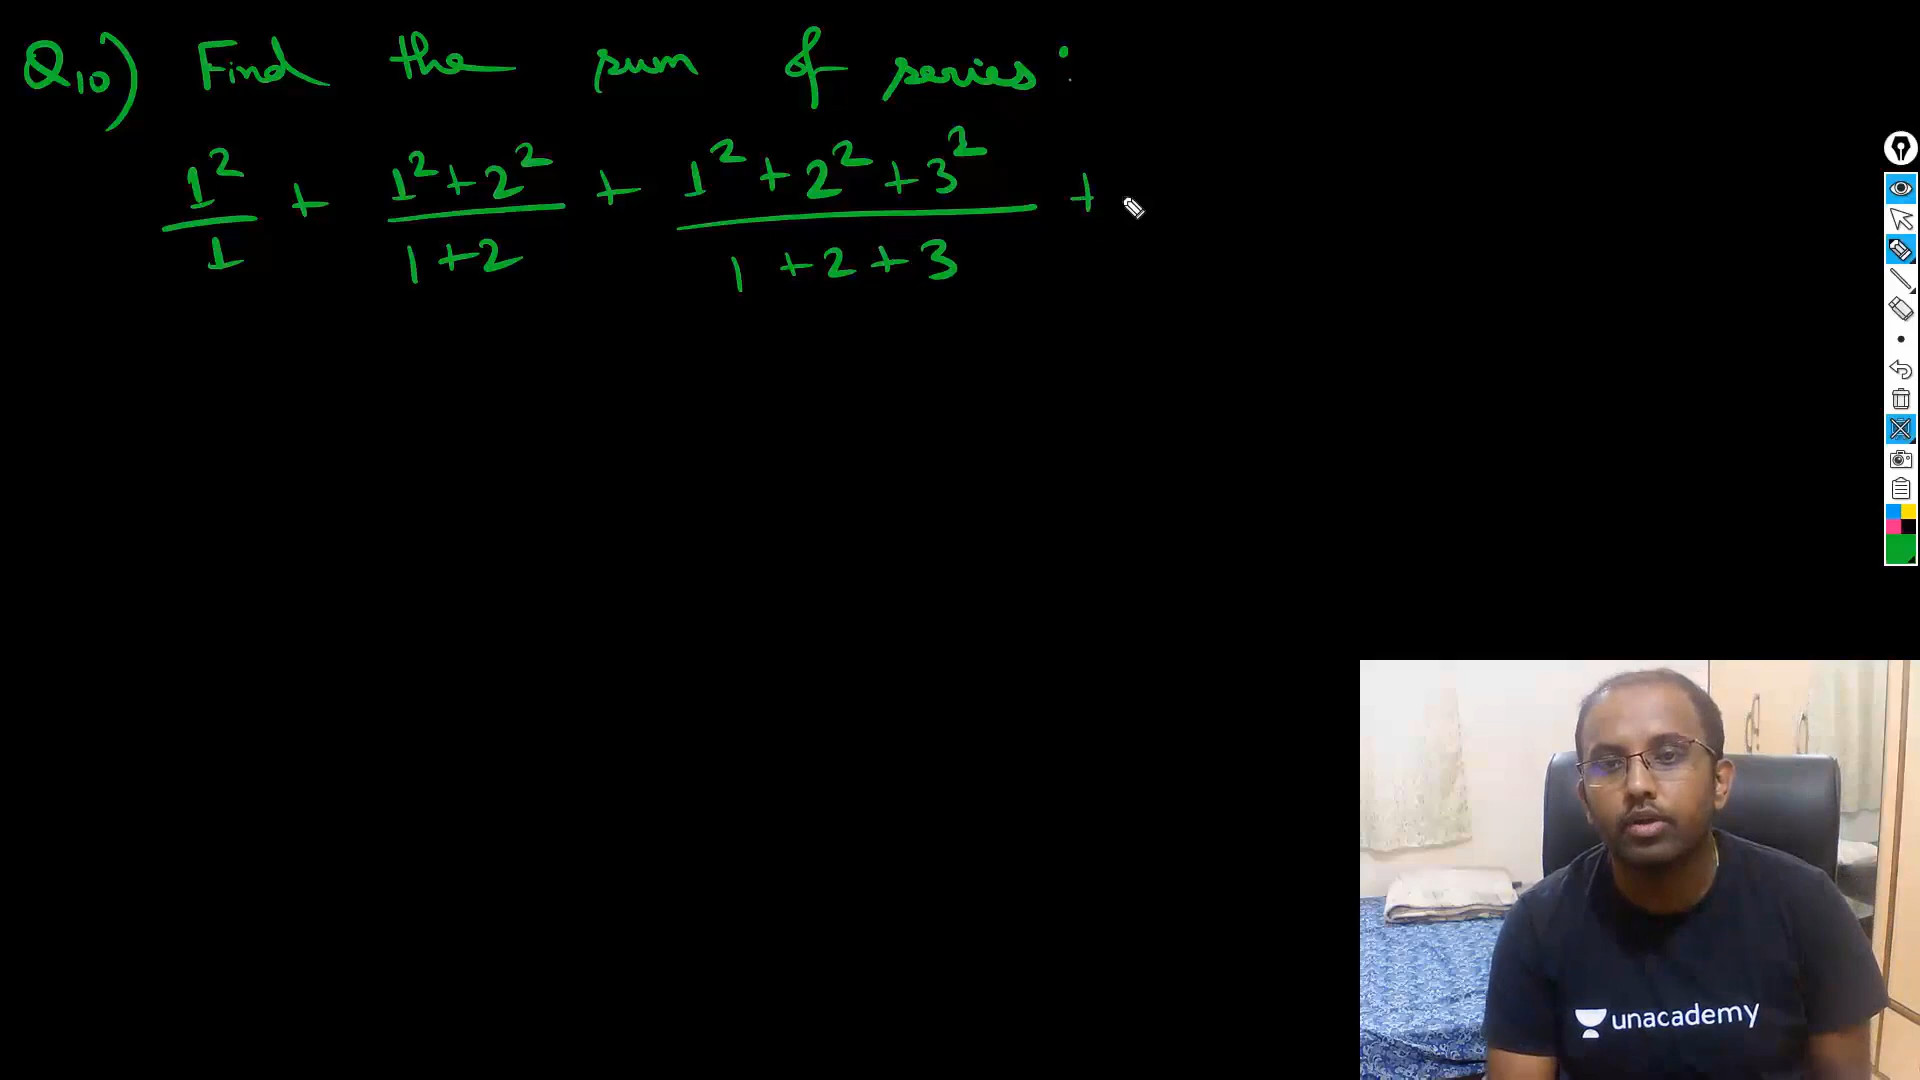 Q10) Find the sum of series:
1² + 1²+2² + 1²+2²+3² +
1 1+2 1+2+3
unacademy